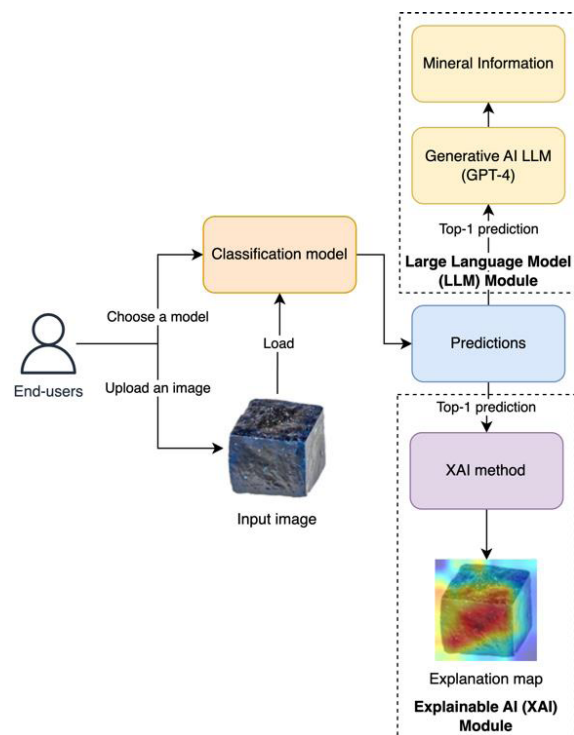 Mineral Information
Generative AI LLM
(GPT-4)
Top-1 prediction
Large Language Model
(LLM) Module
Classification model
Choose a model
Load
Predictions
End-users
Upload an image
Top-1 prediction
XAI method
Input image
Explanation map
Explainable AI (XAI)
Module